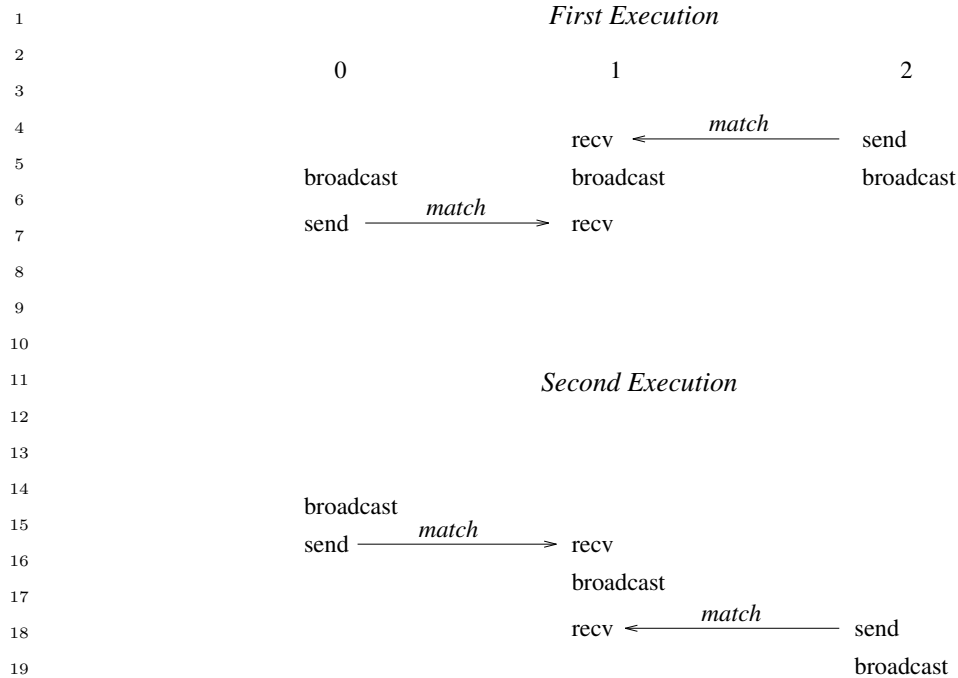 1
First Execution
2
0 1 2
3
4
match
recv send
5
broadcast broadcast broadcast
6
match
send recv
7
8
9
10
11
Second Execution
12
13
14
broadcast
15
match
send recv
16
broadcast
17
match
18
recv send
19
broadcast